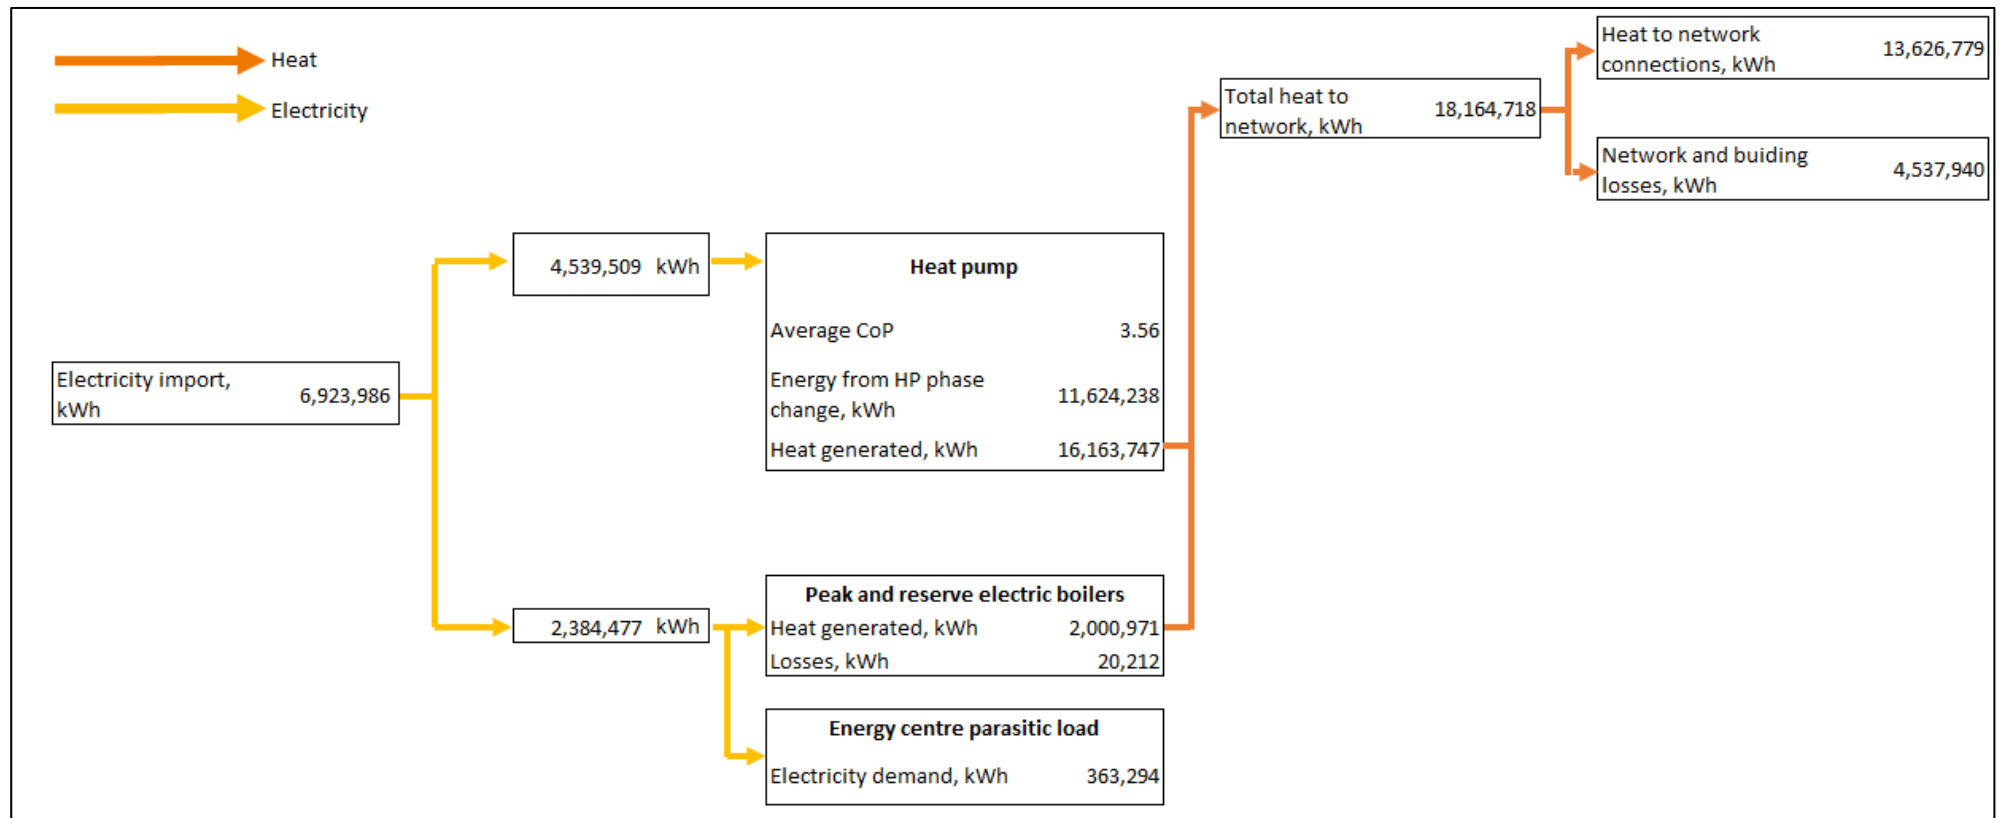 Heat
Electricity
Heat to network
connections, kWh 13,626,779
Total heat to
network, kWh 18,164,718
Network and buiding
losses, kWh 4,537,940
4,539,509 kWh
Heat pump
Average CoP 3.56
Energy from HP phase
change, kWh 11,624,238
Heat generated, kWh 16,163,747
Electricity import,
kWh 6,923,986
2,384,477 kWh
Peak and reserve electric boilers
Heat generated, kWh 2,000,971
Losses, kWh 20,212
Energy centre parasitic load
Electricity demand, kWh 363,294